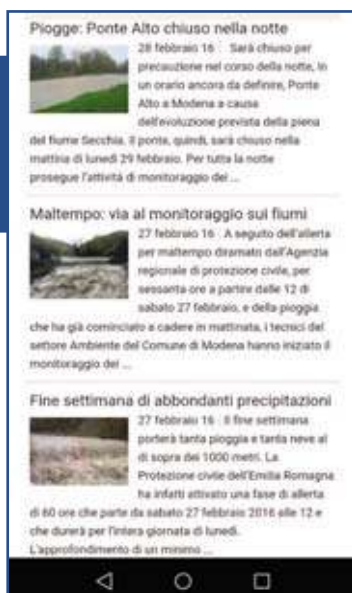 Piogge: Ponte Alto chiuso nella notte
28 febbraio 16 : Sarà chiuso per
precauzione nel corso della notte, in
un orario ancora da definire, Ponte
Alto a Modena a causa
dell'evoluzione prevista della piena
del fiume Secchia. Il ponte, quindi, sarà chiuso nella
mattina di lunedì 29 febbraio. Per tutta la notte
prosegue l'attività di monitoraggio dei ...
Maltempo: via al monitoraggio sui fiumi
27 febbraio 16 : A seguito dell'allerta
per maltempo diramato dall'Agenzia
regionale di protezione civile, per
sessanta ore a partire dalle 12 di
sabato 27 febbraio, e della pioggia
che ha già cominciato a cadere in mattinata, i tecnici del
settore Ambiente del Comune di Modena hanno iniziato il
monitoraggio dei ...
Fine settimana di abbondanti precipitazioni
27 febbraio 16 : Il fine settimana
porterà tanta pioggia e tanta neve al
di sopra dei 1000 metri. La
Protezione civile dell'Emilia Romagna
ha infatti attivato una fase di allerta
di 60 ore che parte da sabato 27 febbraio 2016 alle 12 e
che durerà per l'intera giornata di lunedì.
L'approfondimento di un minimo ...